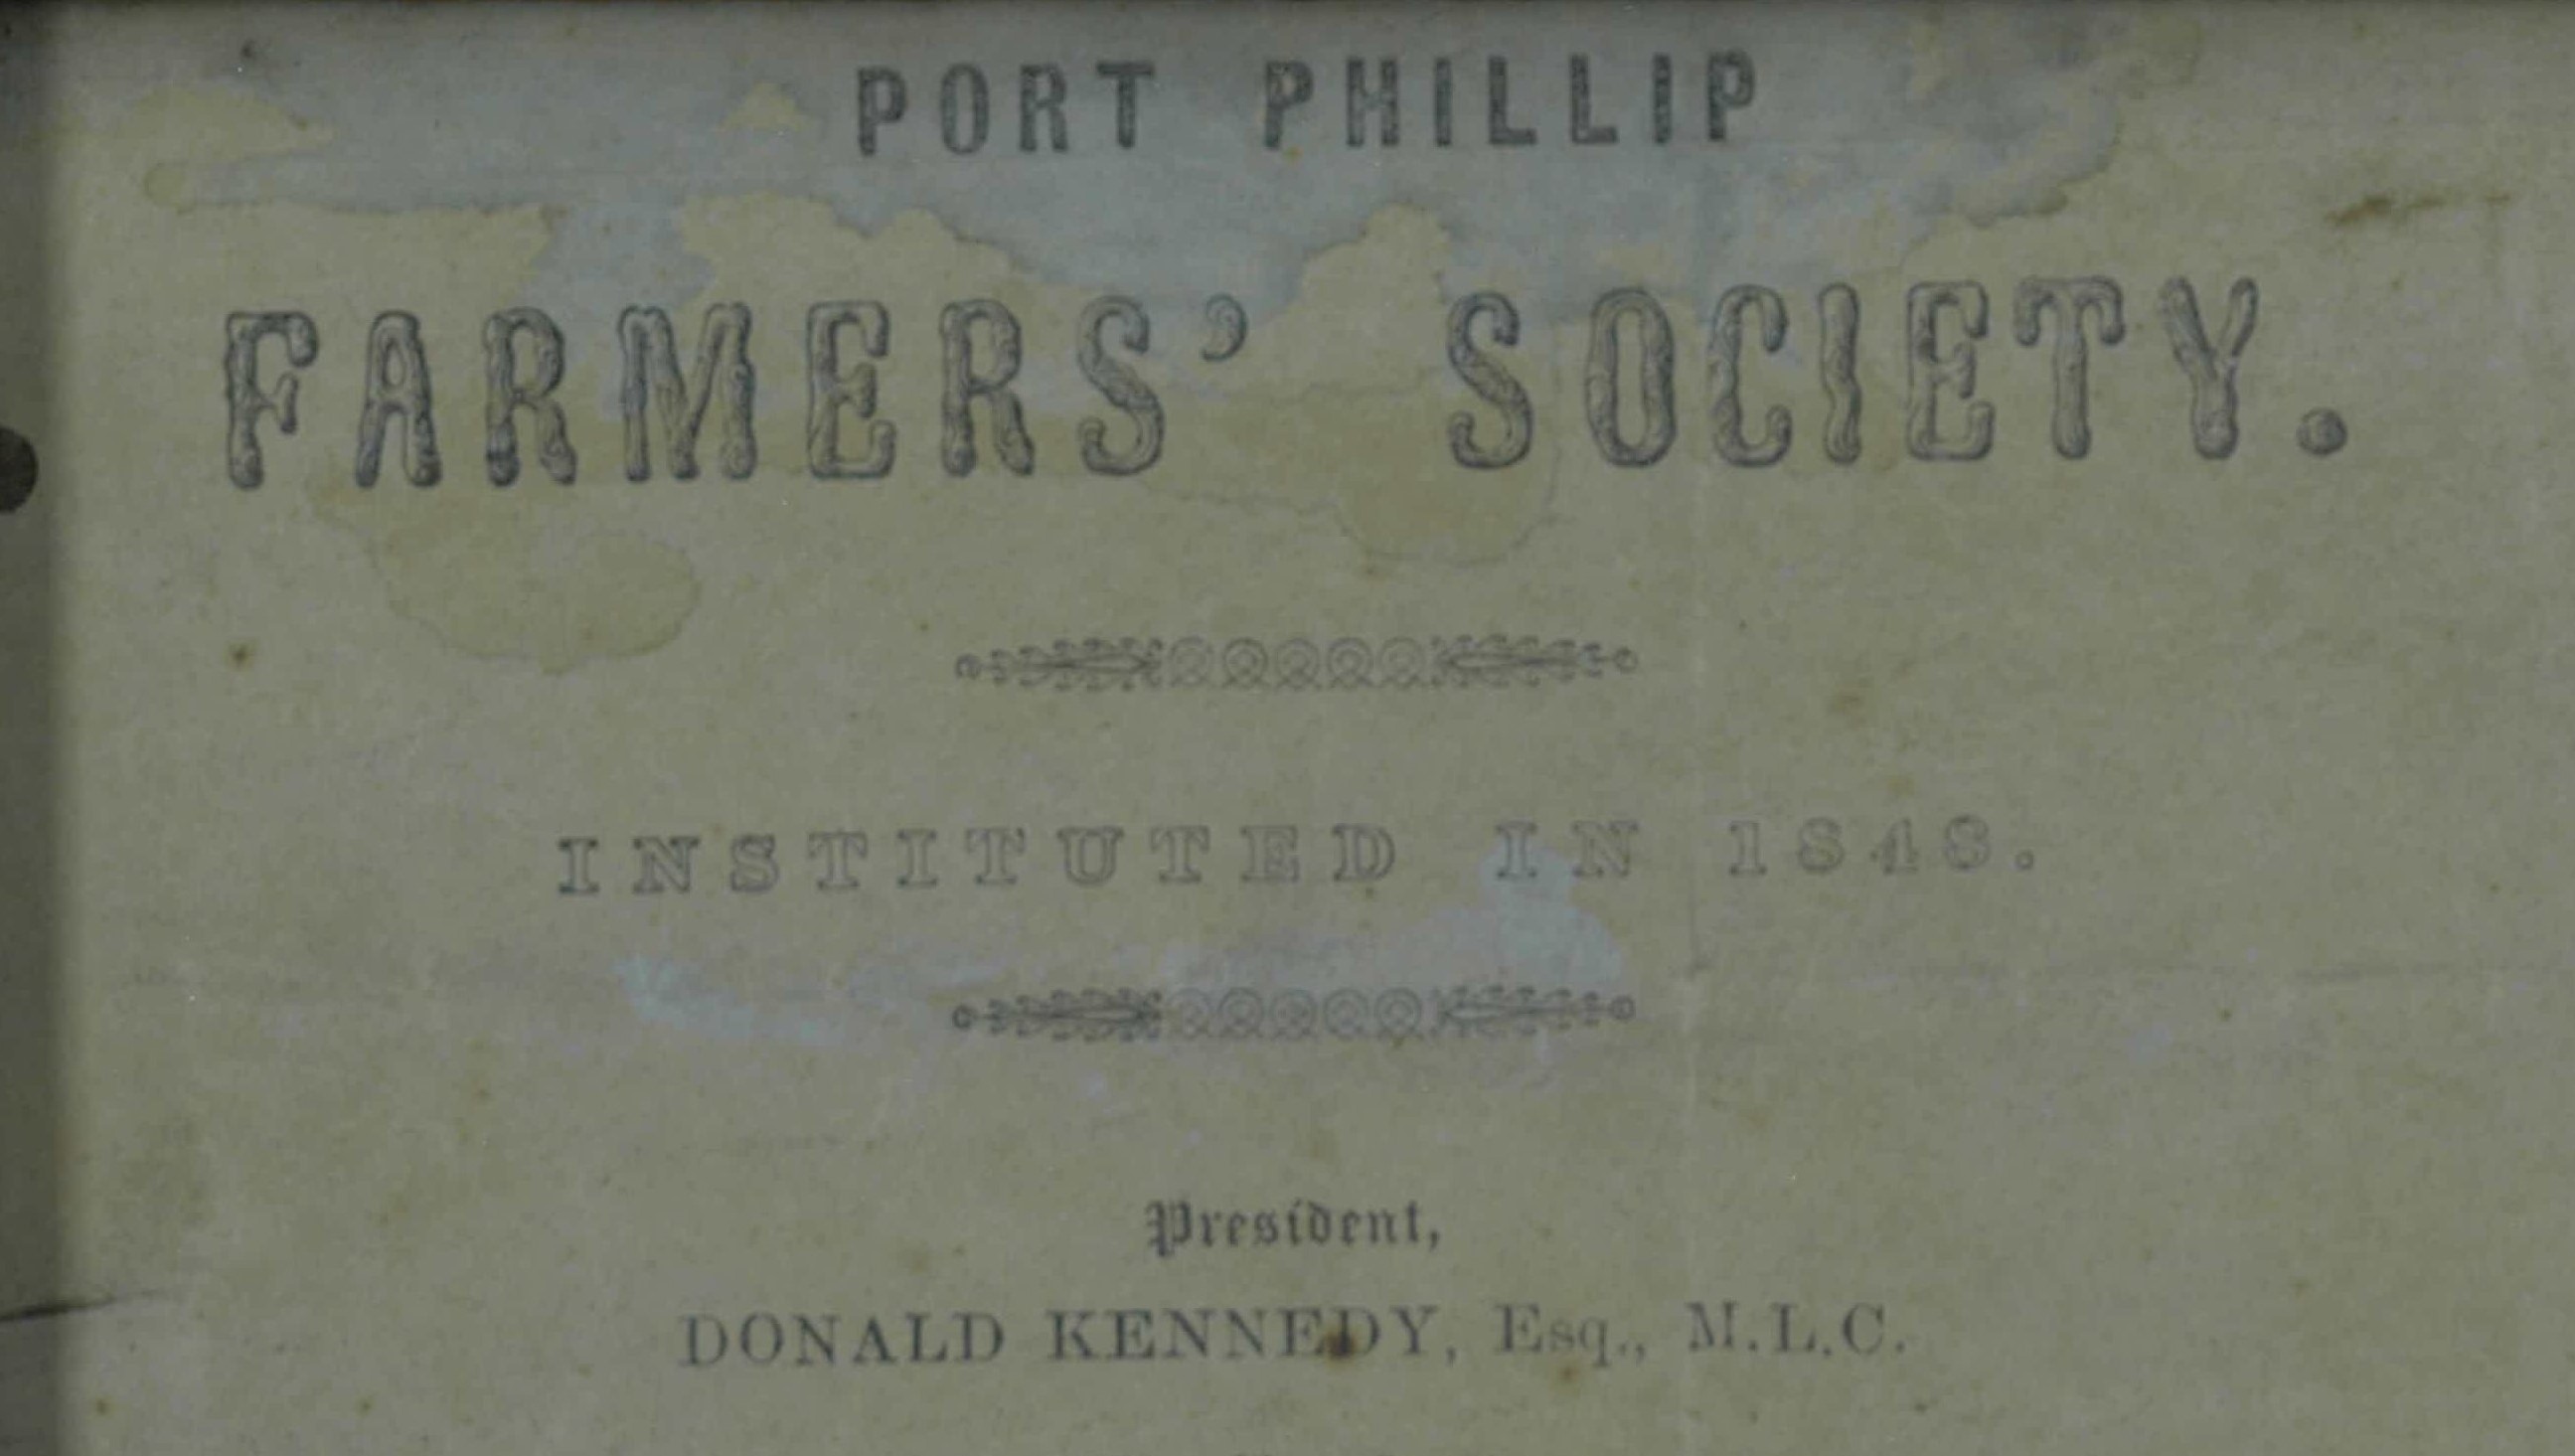 PORT PHILLIP
FARMERS' SOCIETY.
INSTITUTED IN 1848.
President,
DONALD KENNEDY, Esq., M.L.C.